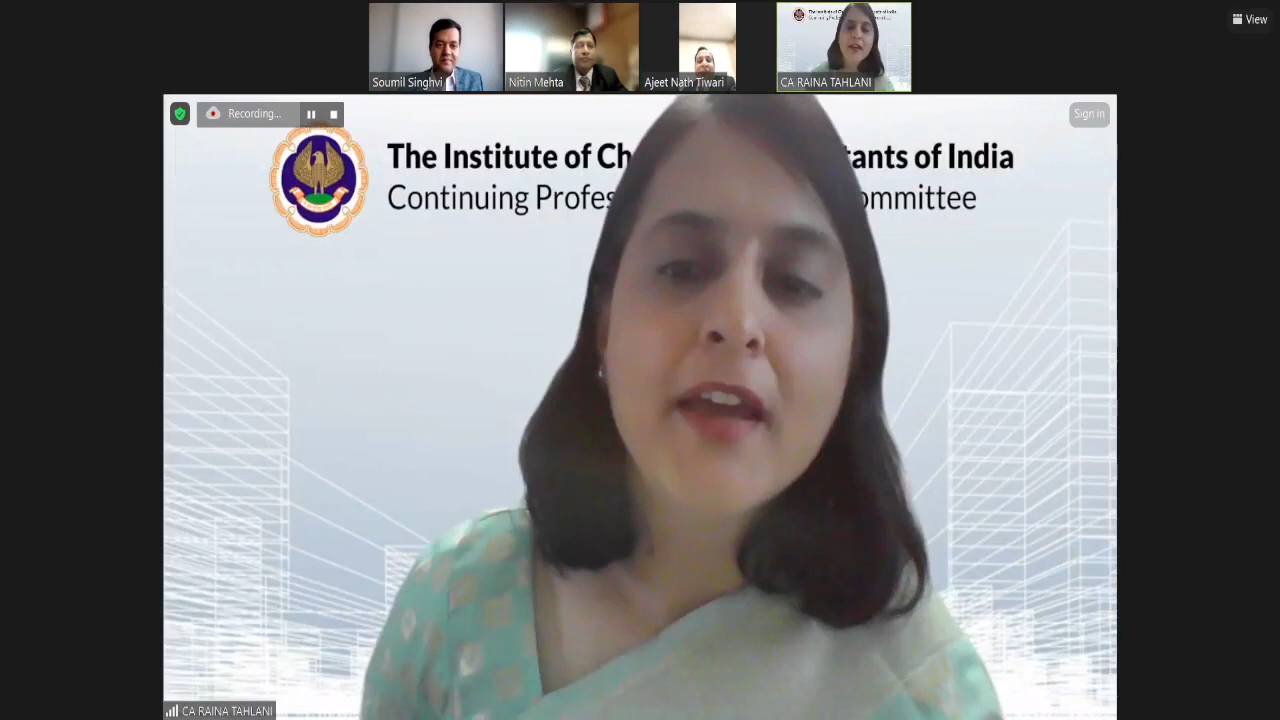 View
Soumil Singhvi
Nitin Mehta
Ajeet Nath Tiwari
CA RAINA TAHLANI
Recording...
Sign in
The Institute of Ch tants of India
Continuing Profes ommittee
CA RAINA TAHLANI